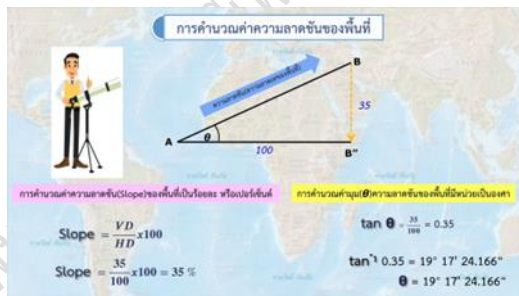 การคำนวณค่าความลาดชันของพื้นที่
B
35
A
θ
100
B"
การคำนวณค่าความลาดชัน(Slope)ของพื้นที่เป็นร้อยละ หรือเปอร์เซ็นต์
การคำนวณค่ามุม(θ)ความลาดชันของพื้นที่มีหน่วยเป็นองศา
Slope = VD/HD x100
Slope = 35/100 x100 = 35 %
tan θ = 35/100 = 0.35
tan⁻¹ 0.35 = 19° 17' 24.166"
θ = 19° 17' 24.166"